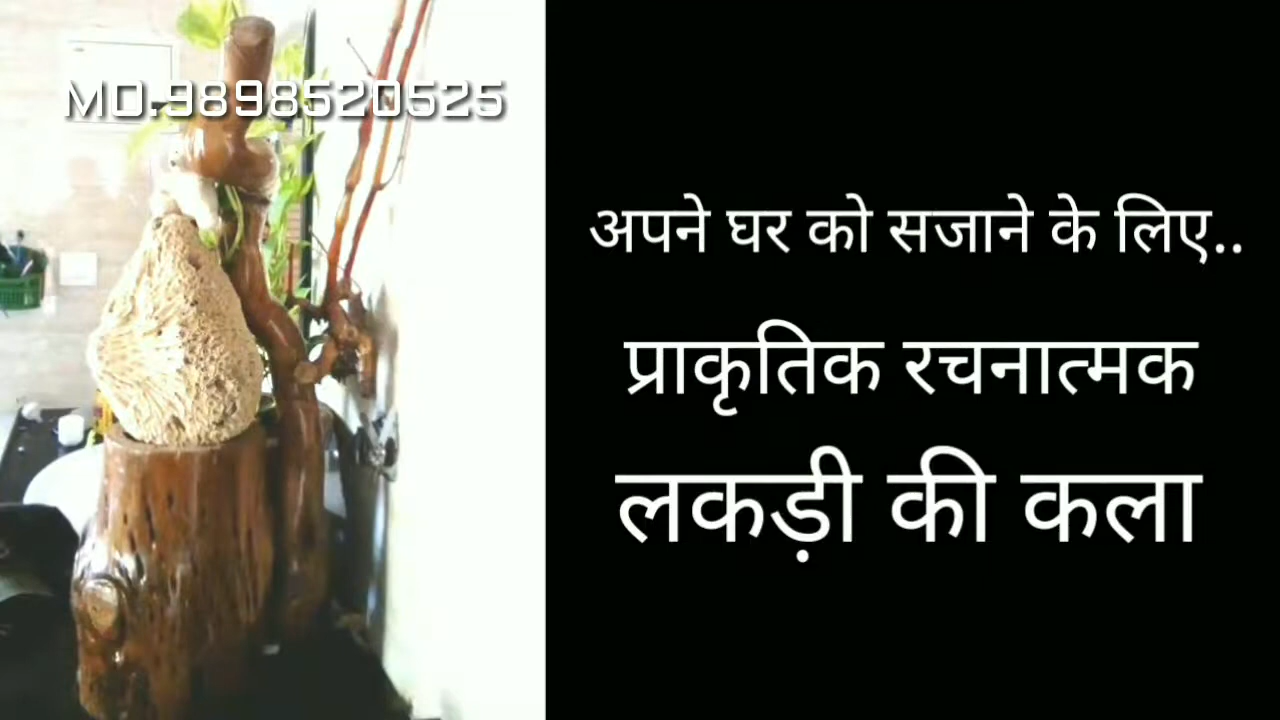 MO.9898520525
अपने घर को सजाने के लिए..
प्राकृतिक रचनात्मक
लकड़ी की कला